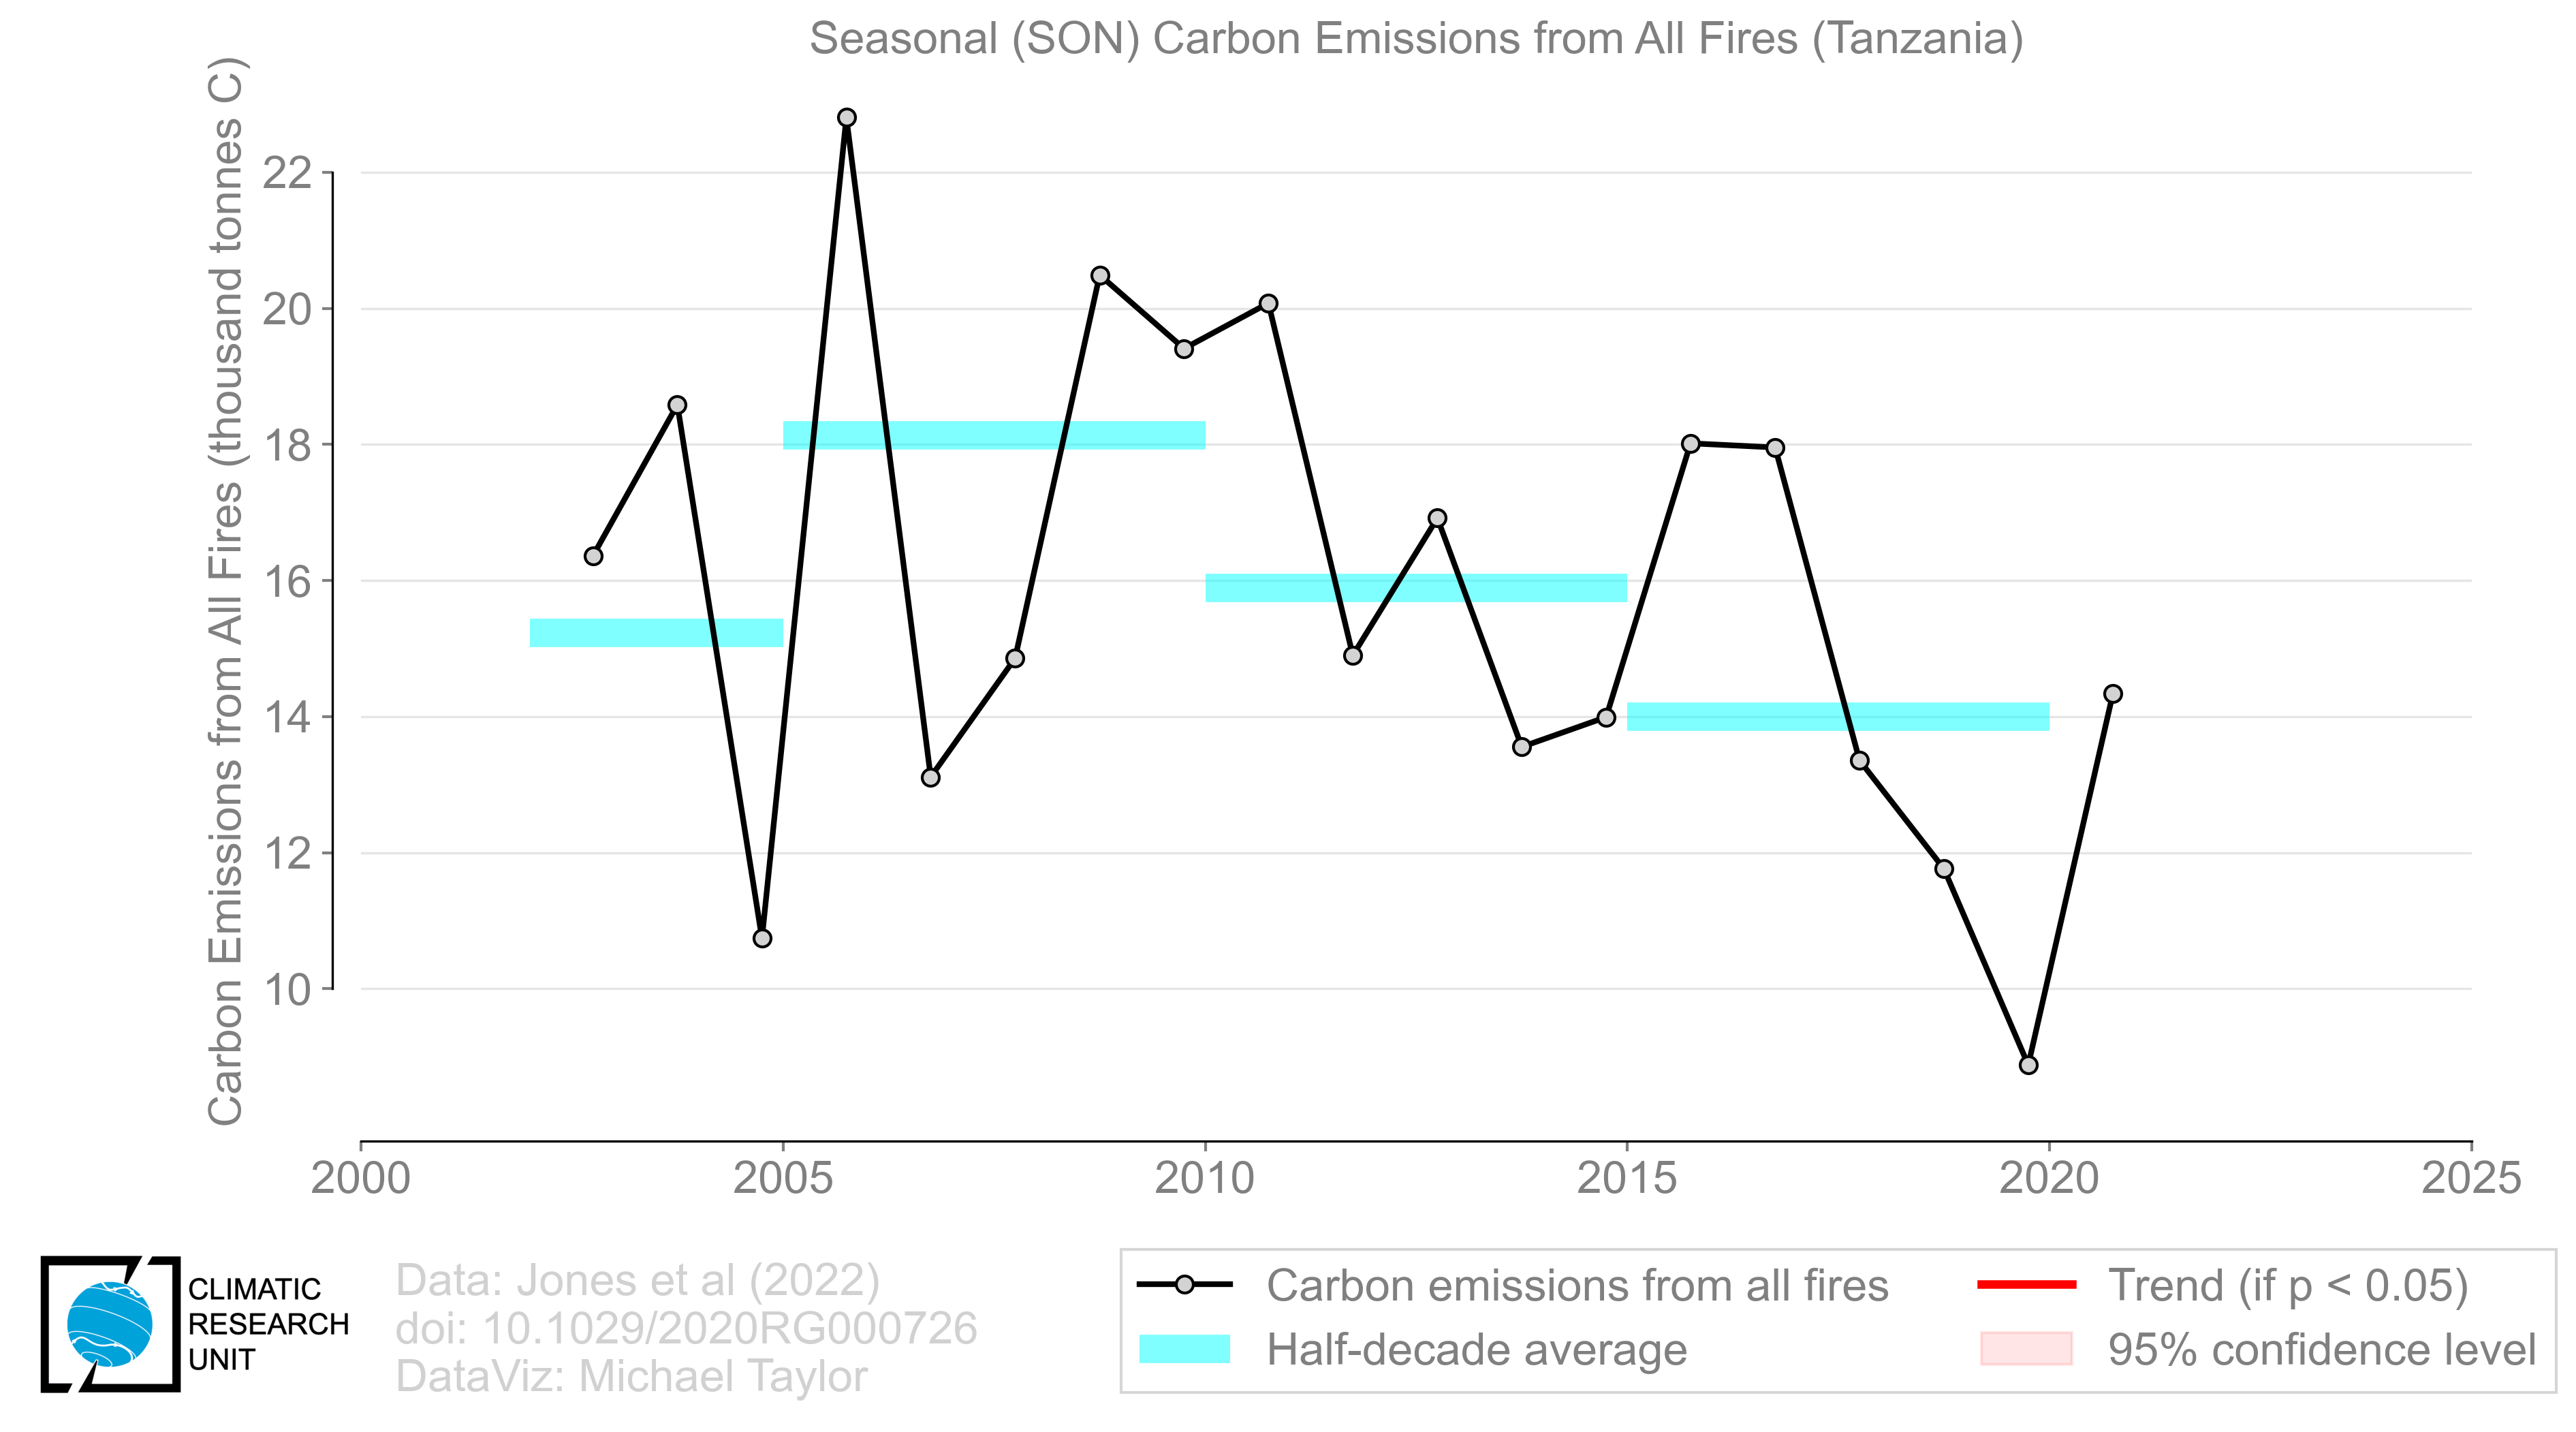 Seasonal (SON) Carbon Emissions from All Fires (Tanzania)
Carbon Emissions from All Fires (thousand tonnes C)
22
20
18
16
14
12
10
2000 2005 2010 2015 2020 2025
CLIMATIC
RESEARCH
UNIT
Data: Jones et al (2022)
doi: 10.1029/2020RG000726
DataViz: Michael Taylor
Carbon emissions from all fires
Half-decade average
Trend (if p < 0.05)
95% confidence level